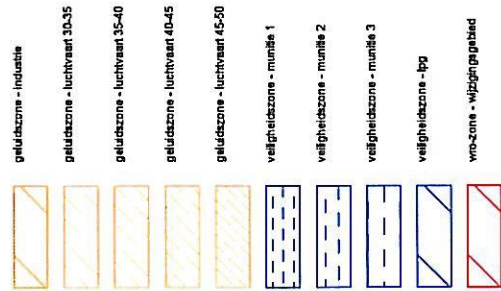 geluidszone - industrie
geluidszone - luchtvaart 30-35
geluidszone - luchtvaart 35-40
geluidszone - luchtvaart 40-45
geluidszone - luchtvaart 45-50
veiligheidszone - munitie 1
veiligheidszone - munitie 2
veiligheidszone - munitie 3
veiligheidszone - lpg
wro-zone - wijzigingsgebied